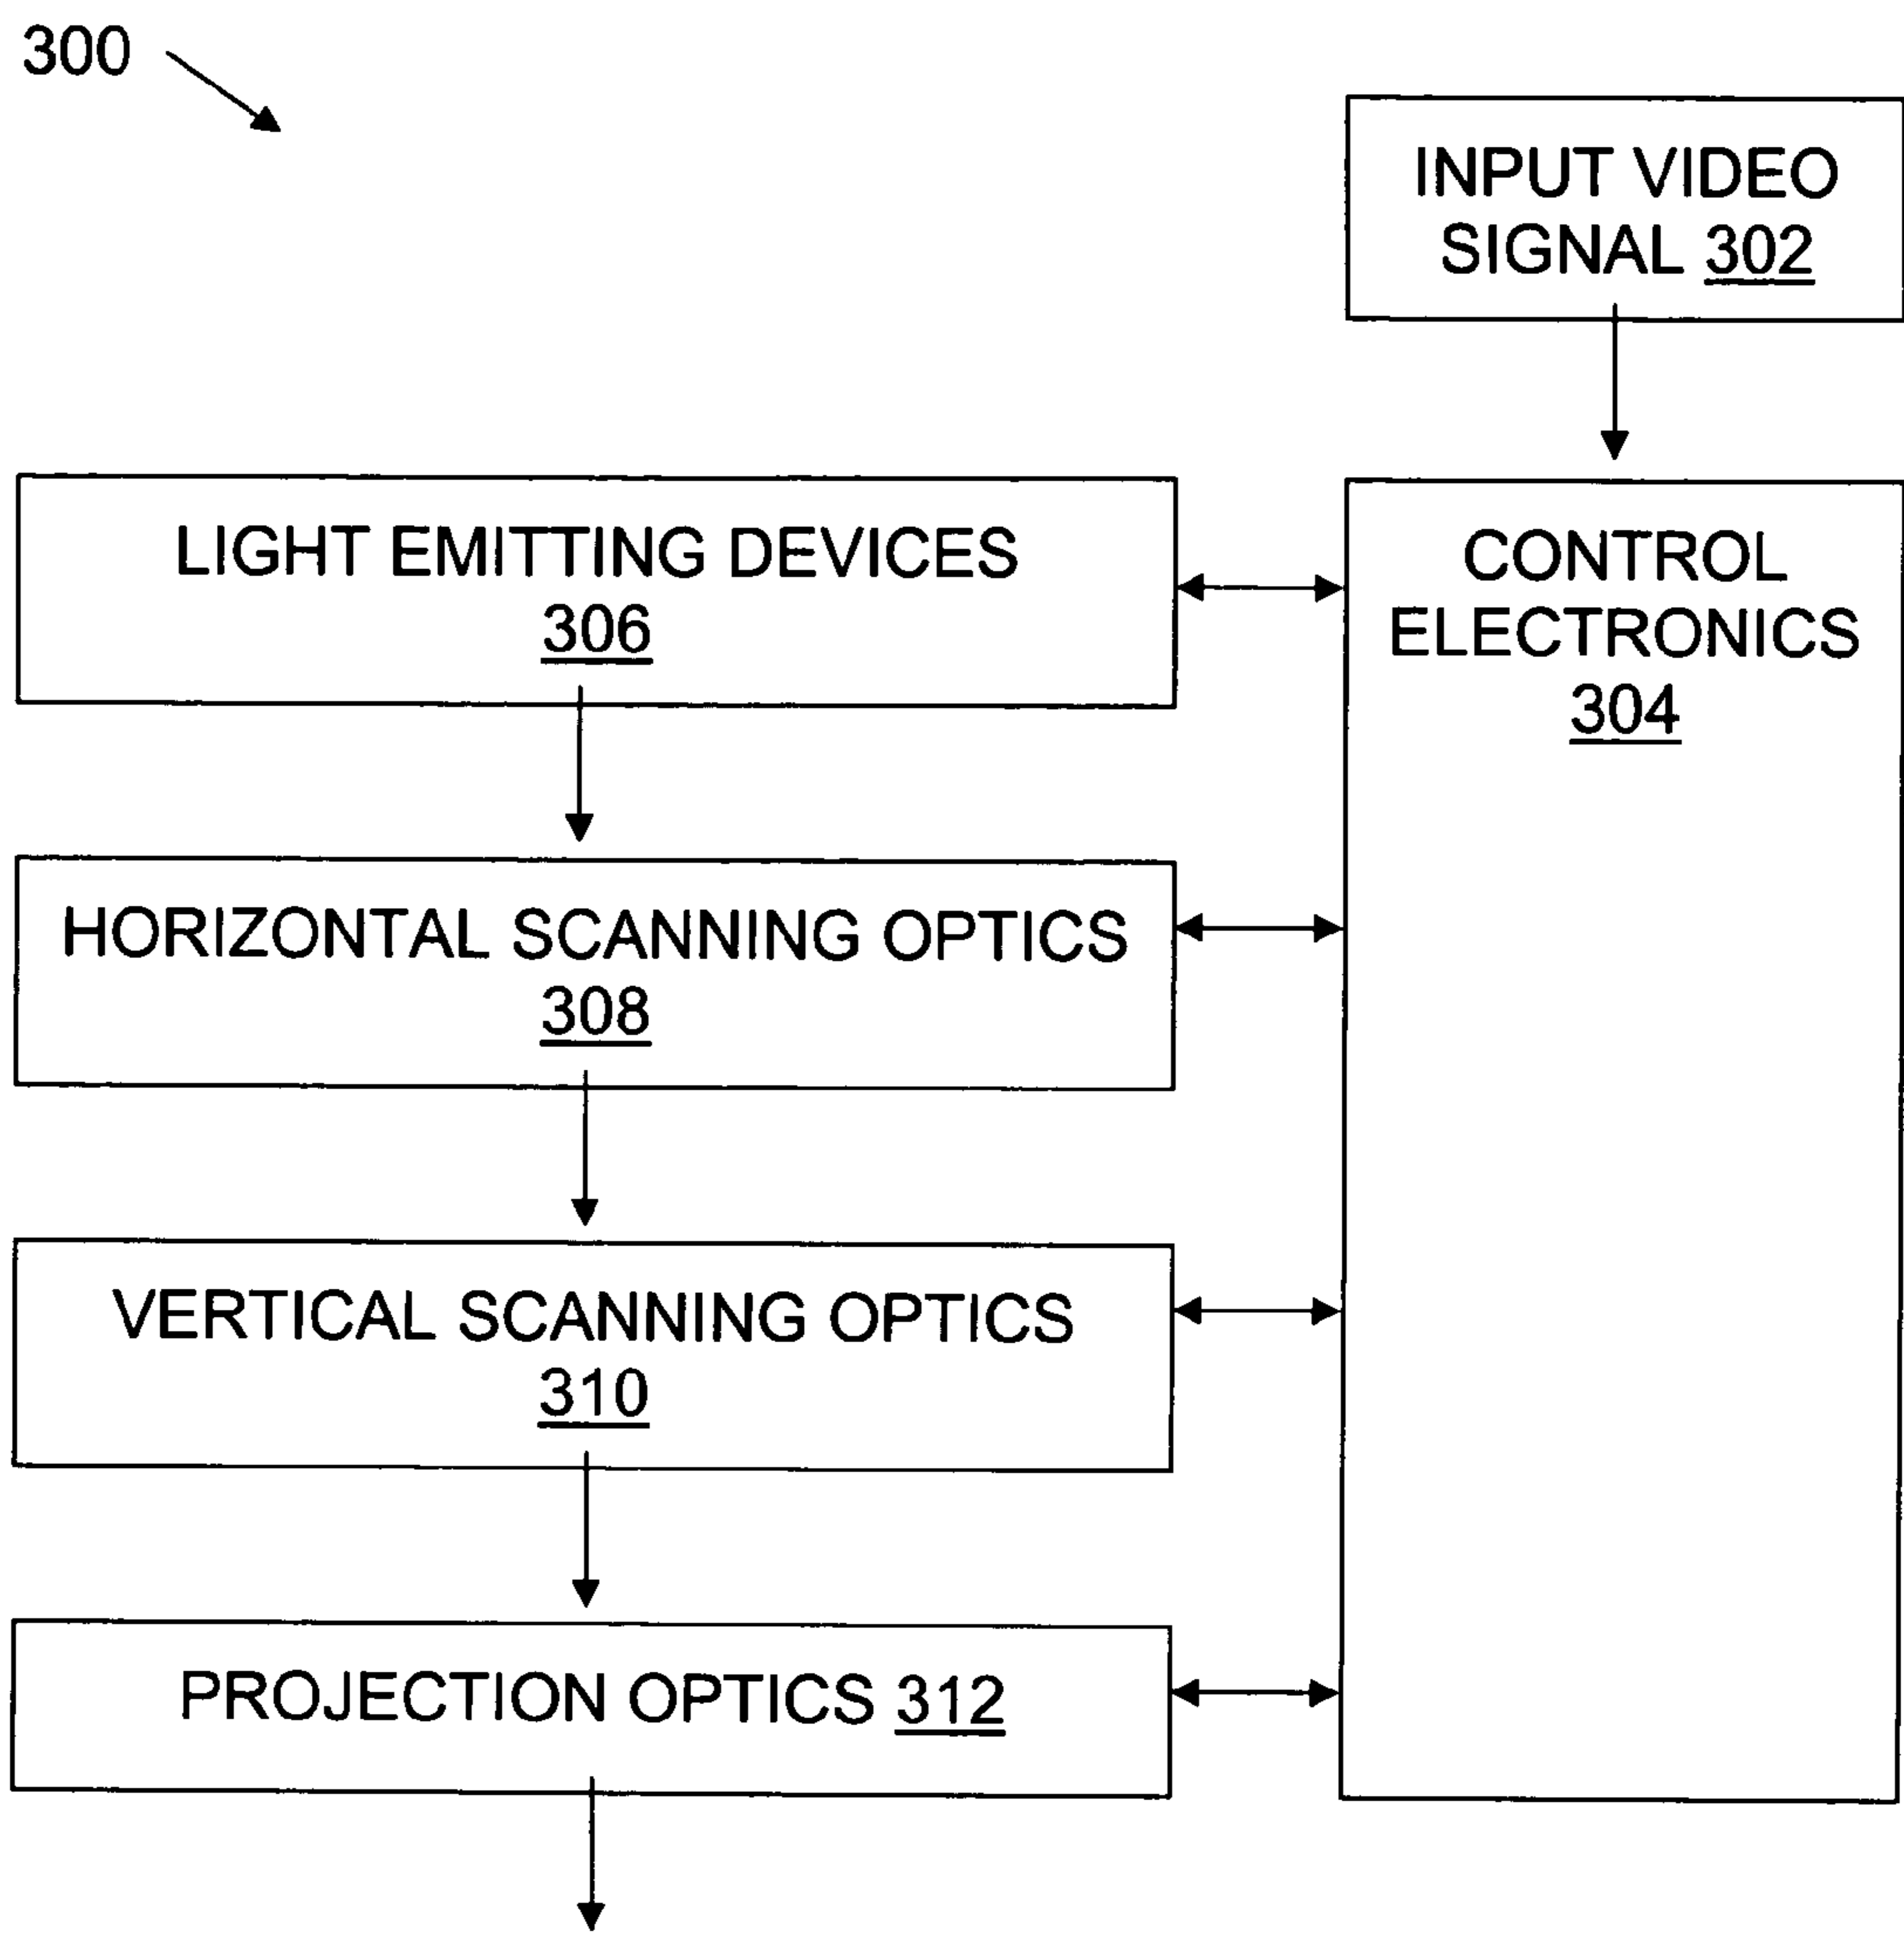 300
INPUT VIDEO
SIGNAL 302
LIGHT EMITTING DEVICES
306
CONTROL
ELECTRONICS
304
HORIZONTAL SCANNING OPTICS
308
VERTICAL SCANNING OPTICS
310
PROJECTION OPTICS 312